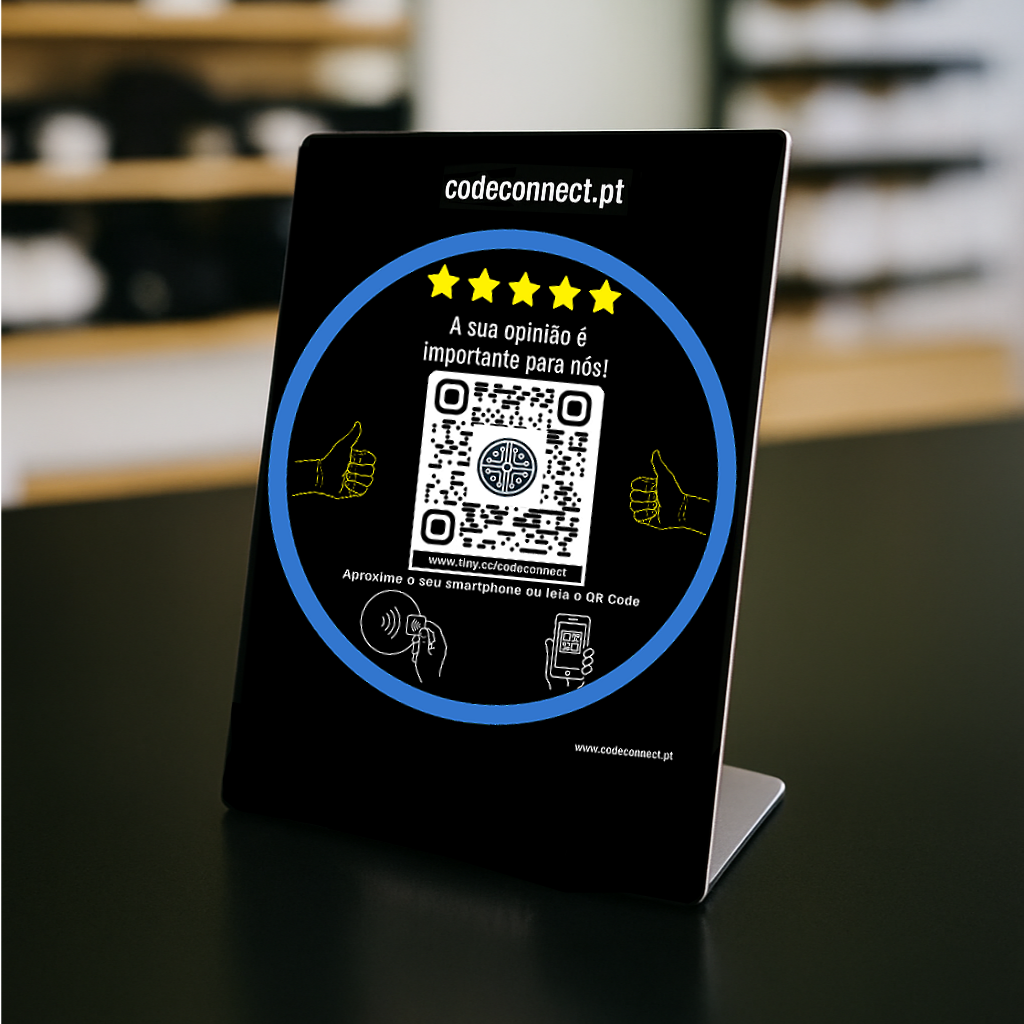 codeconnect.pt
A sua opinião é
importante para nós!
www.tiny.cc/codeconnect
Aproxime o seu smartphone ou leia o QR Code
www.codeconnect.pt